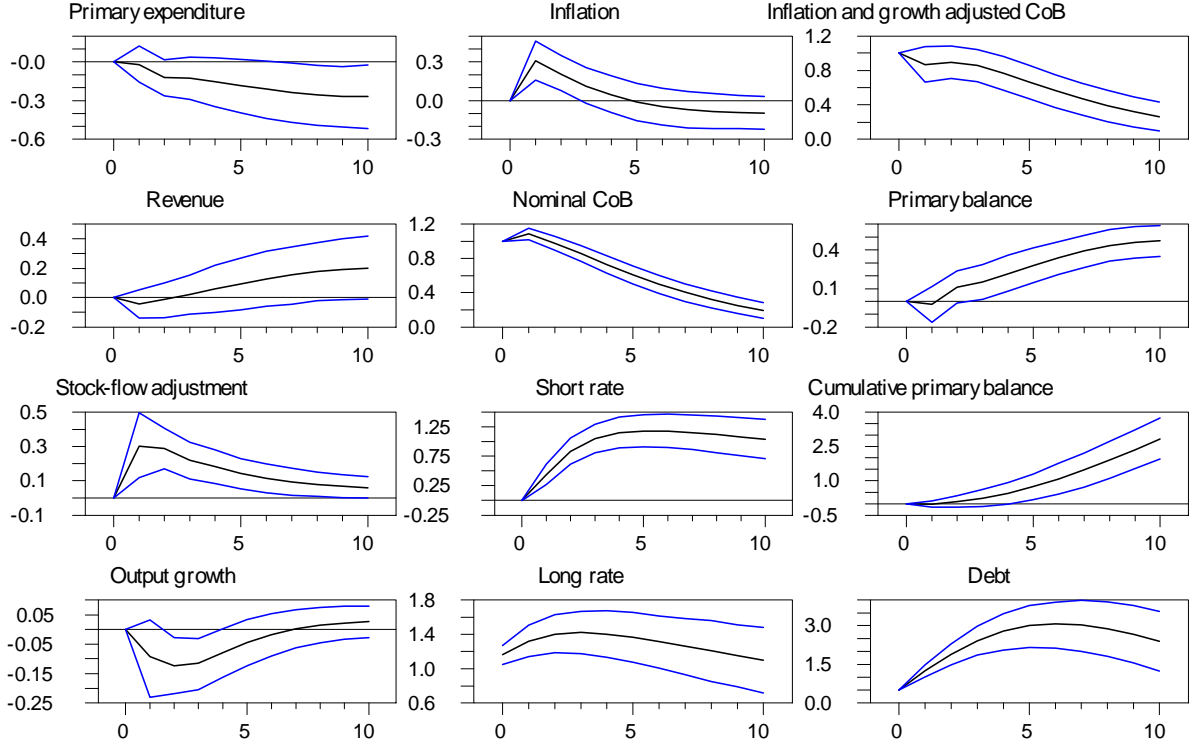 Primary expenditure
Inflation
Inflation and growth adjusted CoB
-0.0
-0.3
-0.6
0.3
0.0
-0.3
1.2
0.8
0.4
0.0
0 5 10
0 5 10
0 5 10
Revenue
Nominal CoB
Primary balance
0.4
0.2
0.0
-0.2
1.2
0.8
0.4
0.0
0.4
0.1
-0.2
0 5 10
0 5 10
0 5 10
Stock-flow adjustment
Short rate
Cumulative primary balance
0.5
0.3
0.1
-0.1
1.25
0.75
0.25
-0.25
4.0
2.5
1.0
-0.5
0 5 10
0 5 10
0 5 10
Output growth
Long rate
Debt
0.05
-0.05
-0.15
-0.25
1.8
1.4
1.0
0.6
3.0
1.5
0.0
0 5 10
0 5 10
0 5 10